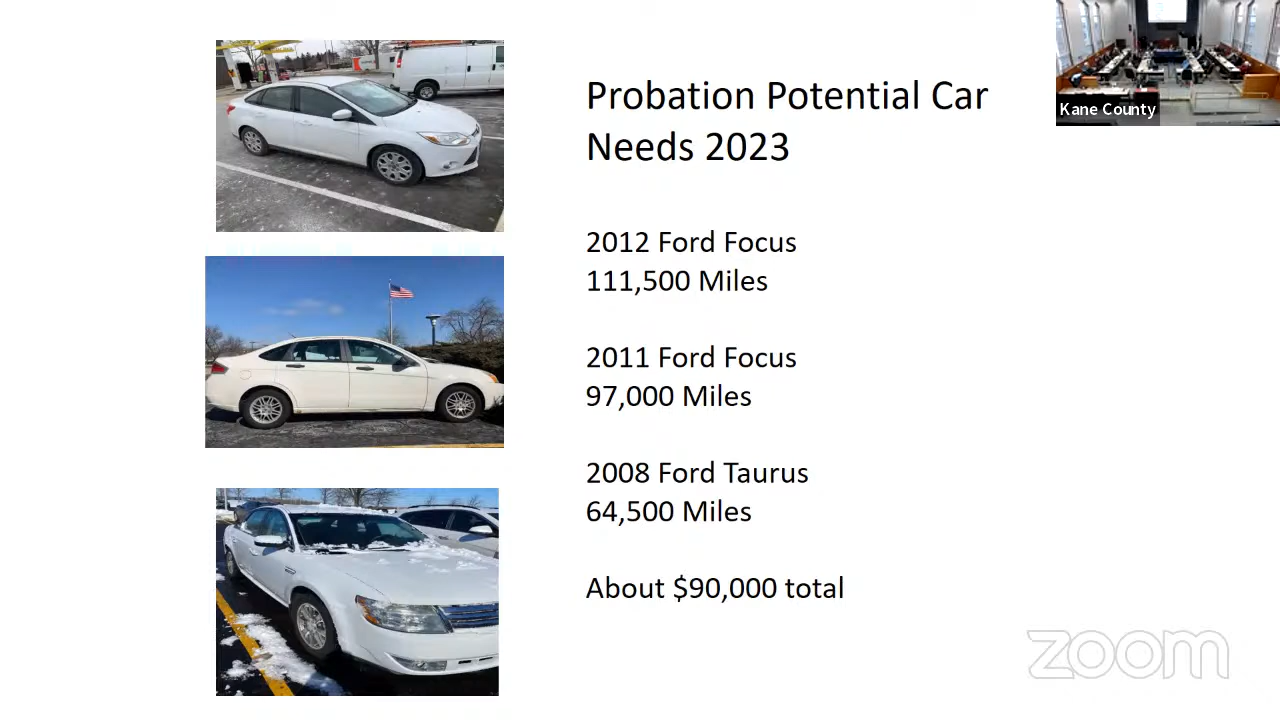 Probation Potential Car
Needs 2023
Kane County
2012 Ford Focus
111,500 Miles
2011 Ford Focus
97,000 Miles
2008 Ford Taurus
64,500 Miles
About $90,000 total
zoom